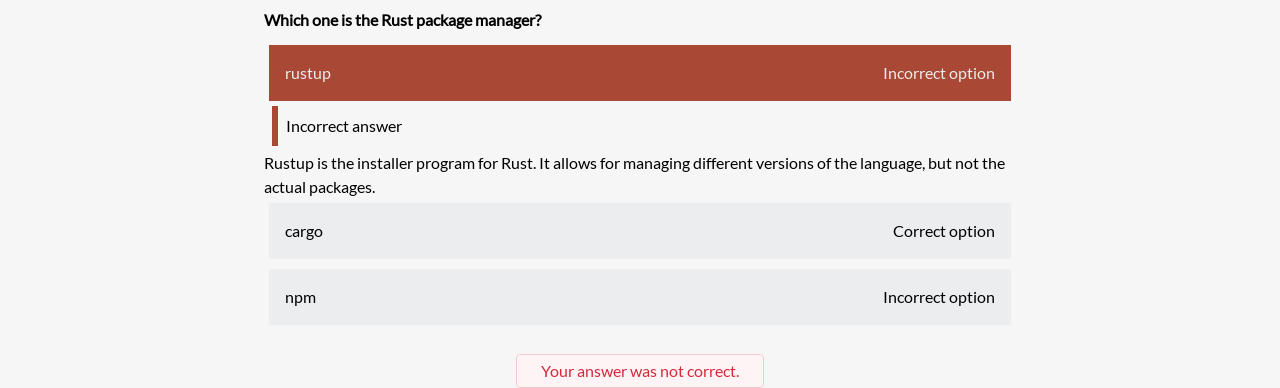 Which one is the Rust package manager?
rustup Incorrect option
Incorrect answer
Rustup is the installer program for Rust. It allows for managing different versions of the language, but not the
actual packages.
cargo Correct option
npm Incorrect option
Your answer was not correct.